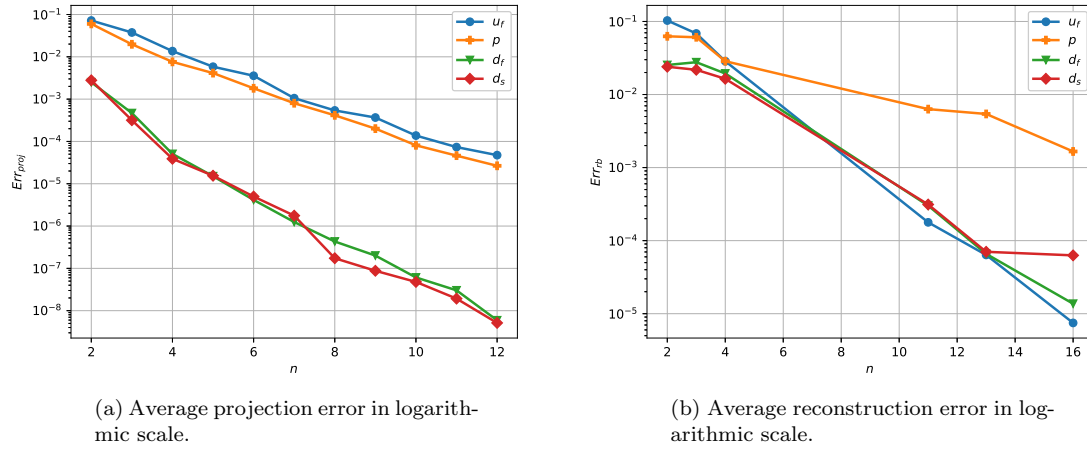 10⁻¹
10⁻²
10⁻³
10⁻⁴
10⁻⁵
10⁻⁶
10⁻⁷
10⁻⁸
Err_proj
2 4 6 8 10 12
n
u_f
p
d_f
d_s
(a) Average projection error in logarith-
mic scale.
10⁻¹
10⁻²
10⁻³
10⁻⁴
10⁻⁵
Err_rb
2 4 6 8 10 12 14 16
n
u_f
p
d_f
d_s
(b) Average reconstruction error in log-
arithmic scale.